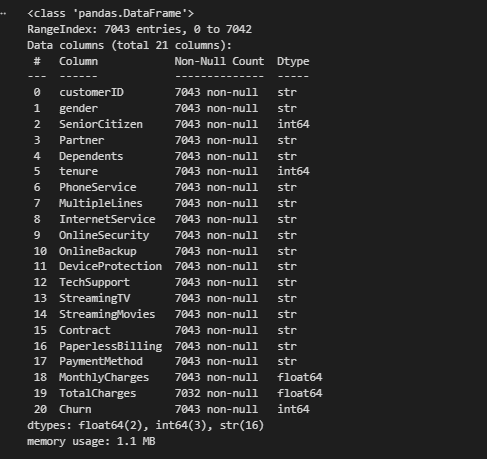 <class 'pandas.DataFrame'>
RangeIndex: 7043 entries, 0 to 7042
Data columns (total 21 columns):
 #   Column            Non-Null Count  Dtype
---  ------            --------------  -----
 0   customerID        7043 non-null   str
 1   gender            7043 non-null   str
 2   SeniorCitizen     7043 non-null   int64
 3   Partner           7043 non-null   str
 4   Dependents        7043 non-null   str
 5   tenure            7043 non-null   int64
 6   PhoneService      7043 non-null   str
 7   MultipleLines     7043 non-null   str
 8   InternetService   7043 non-null   str
 9   OnlineSecurity    7043 non-null   str
 10  OnlineBackup      7043 non-null   str
 11  DeviceProtection  7043 non-null   str
 12  TechSupport       7043 non-null   str
 13  StreamingTV       7043 non-null   str
 14  StreamingMovies   7043 non-null   str
 15  Contract          7043 non-null   str
 16  PaperlessBilling  7043 non-null   str
 17  PaymentMethod     7043 non-null   str
 18  MonthlyCharges    7043 non-null   float64
 19  TotalCharges      7032 non-null   float64
 20  Churn             7043 non-null   int64
dtypes: float64(2), int64(3), str(16)
memory usage: 1.1 MB